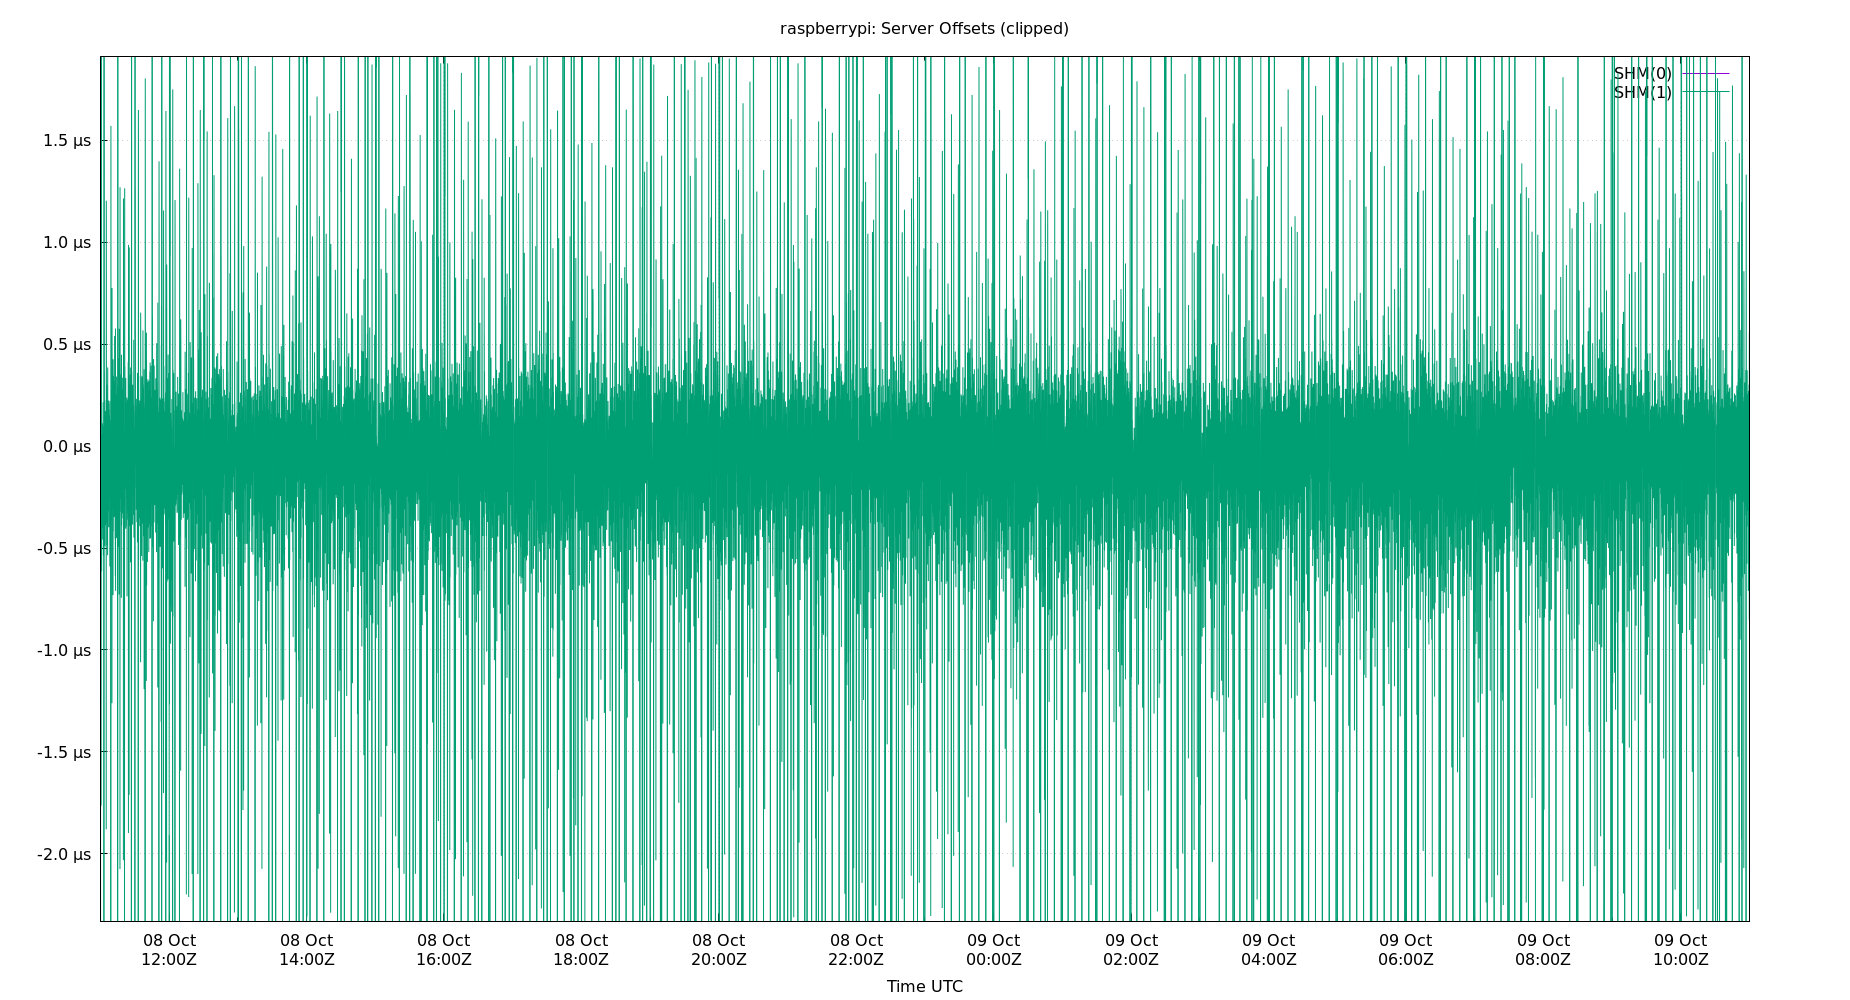 raspberrypi: Server Offsets (clipped)
SHM(0)
SHM(1)
1.5 µs
1.0 µs
0.5 µs
0.0 µs
-0.5 µs
-1.0 µs
-1.5 µs
-2.0 µs
08 Oct 08 Oct 08 Oct 08 Oct 08 Oct 08 Oct 09 Oct 09 Oct 09 Oct 09 Oct 09 Oct 09 Oct
12:00Z 14:00Z 16:00Z 18:00Z 20:00Z 22:00Z 00:00Z 02:00Z 04:00Z 06:00Z 08:00Z 10:00Z
Time UTC